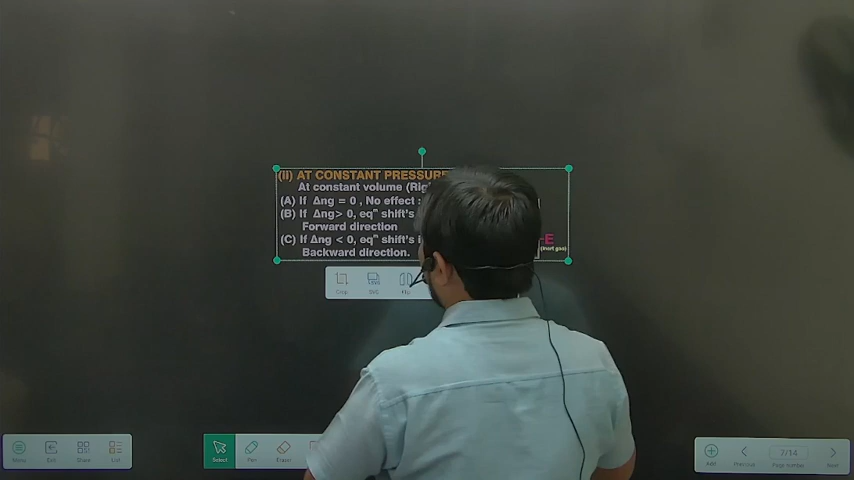 (II) AT CONSTANT PRESSURE
At constant volume
(A) If Δng = 0 , No effect
(B) If Δng> 0, eqⁿ shift's
Forward direction
(C) If Δng < 0, eqⁿ shift's
Backward direction.
-E
(Inert gas)
Crop
SVG
Flip
Menu
Exit
Share
List
Select
Pen
Eraser
Add
Previous
7/14
Page number
Next